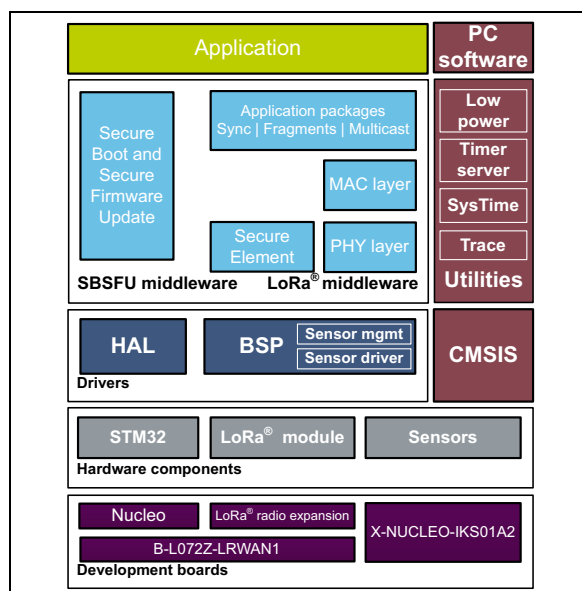 Application
PC
software
Secure
Boot and
Secure
Firmware
Update
Application packages
Sync | Fragments | Multicast
MAC layer
Secure
Element
PHY layer
SBSFU middleware
LoRa® middleware
Low
power
Timer
server
SysTime
Trace
Utilities
HAL
BSP
Sensor mgmt
Sensor driver
Drivers
CMSIS
STM32
LoRa® module
Sensors
Hardware components
Nucleo
LoRa® radio expansion
X-NUCLEO-IKS01A2
B-L072Z-LRWAN1
Development boards